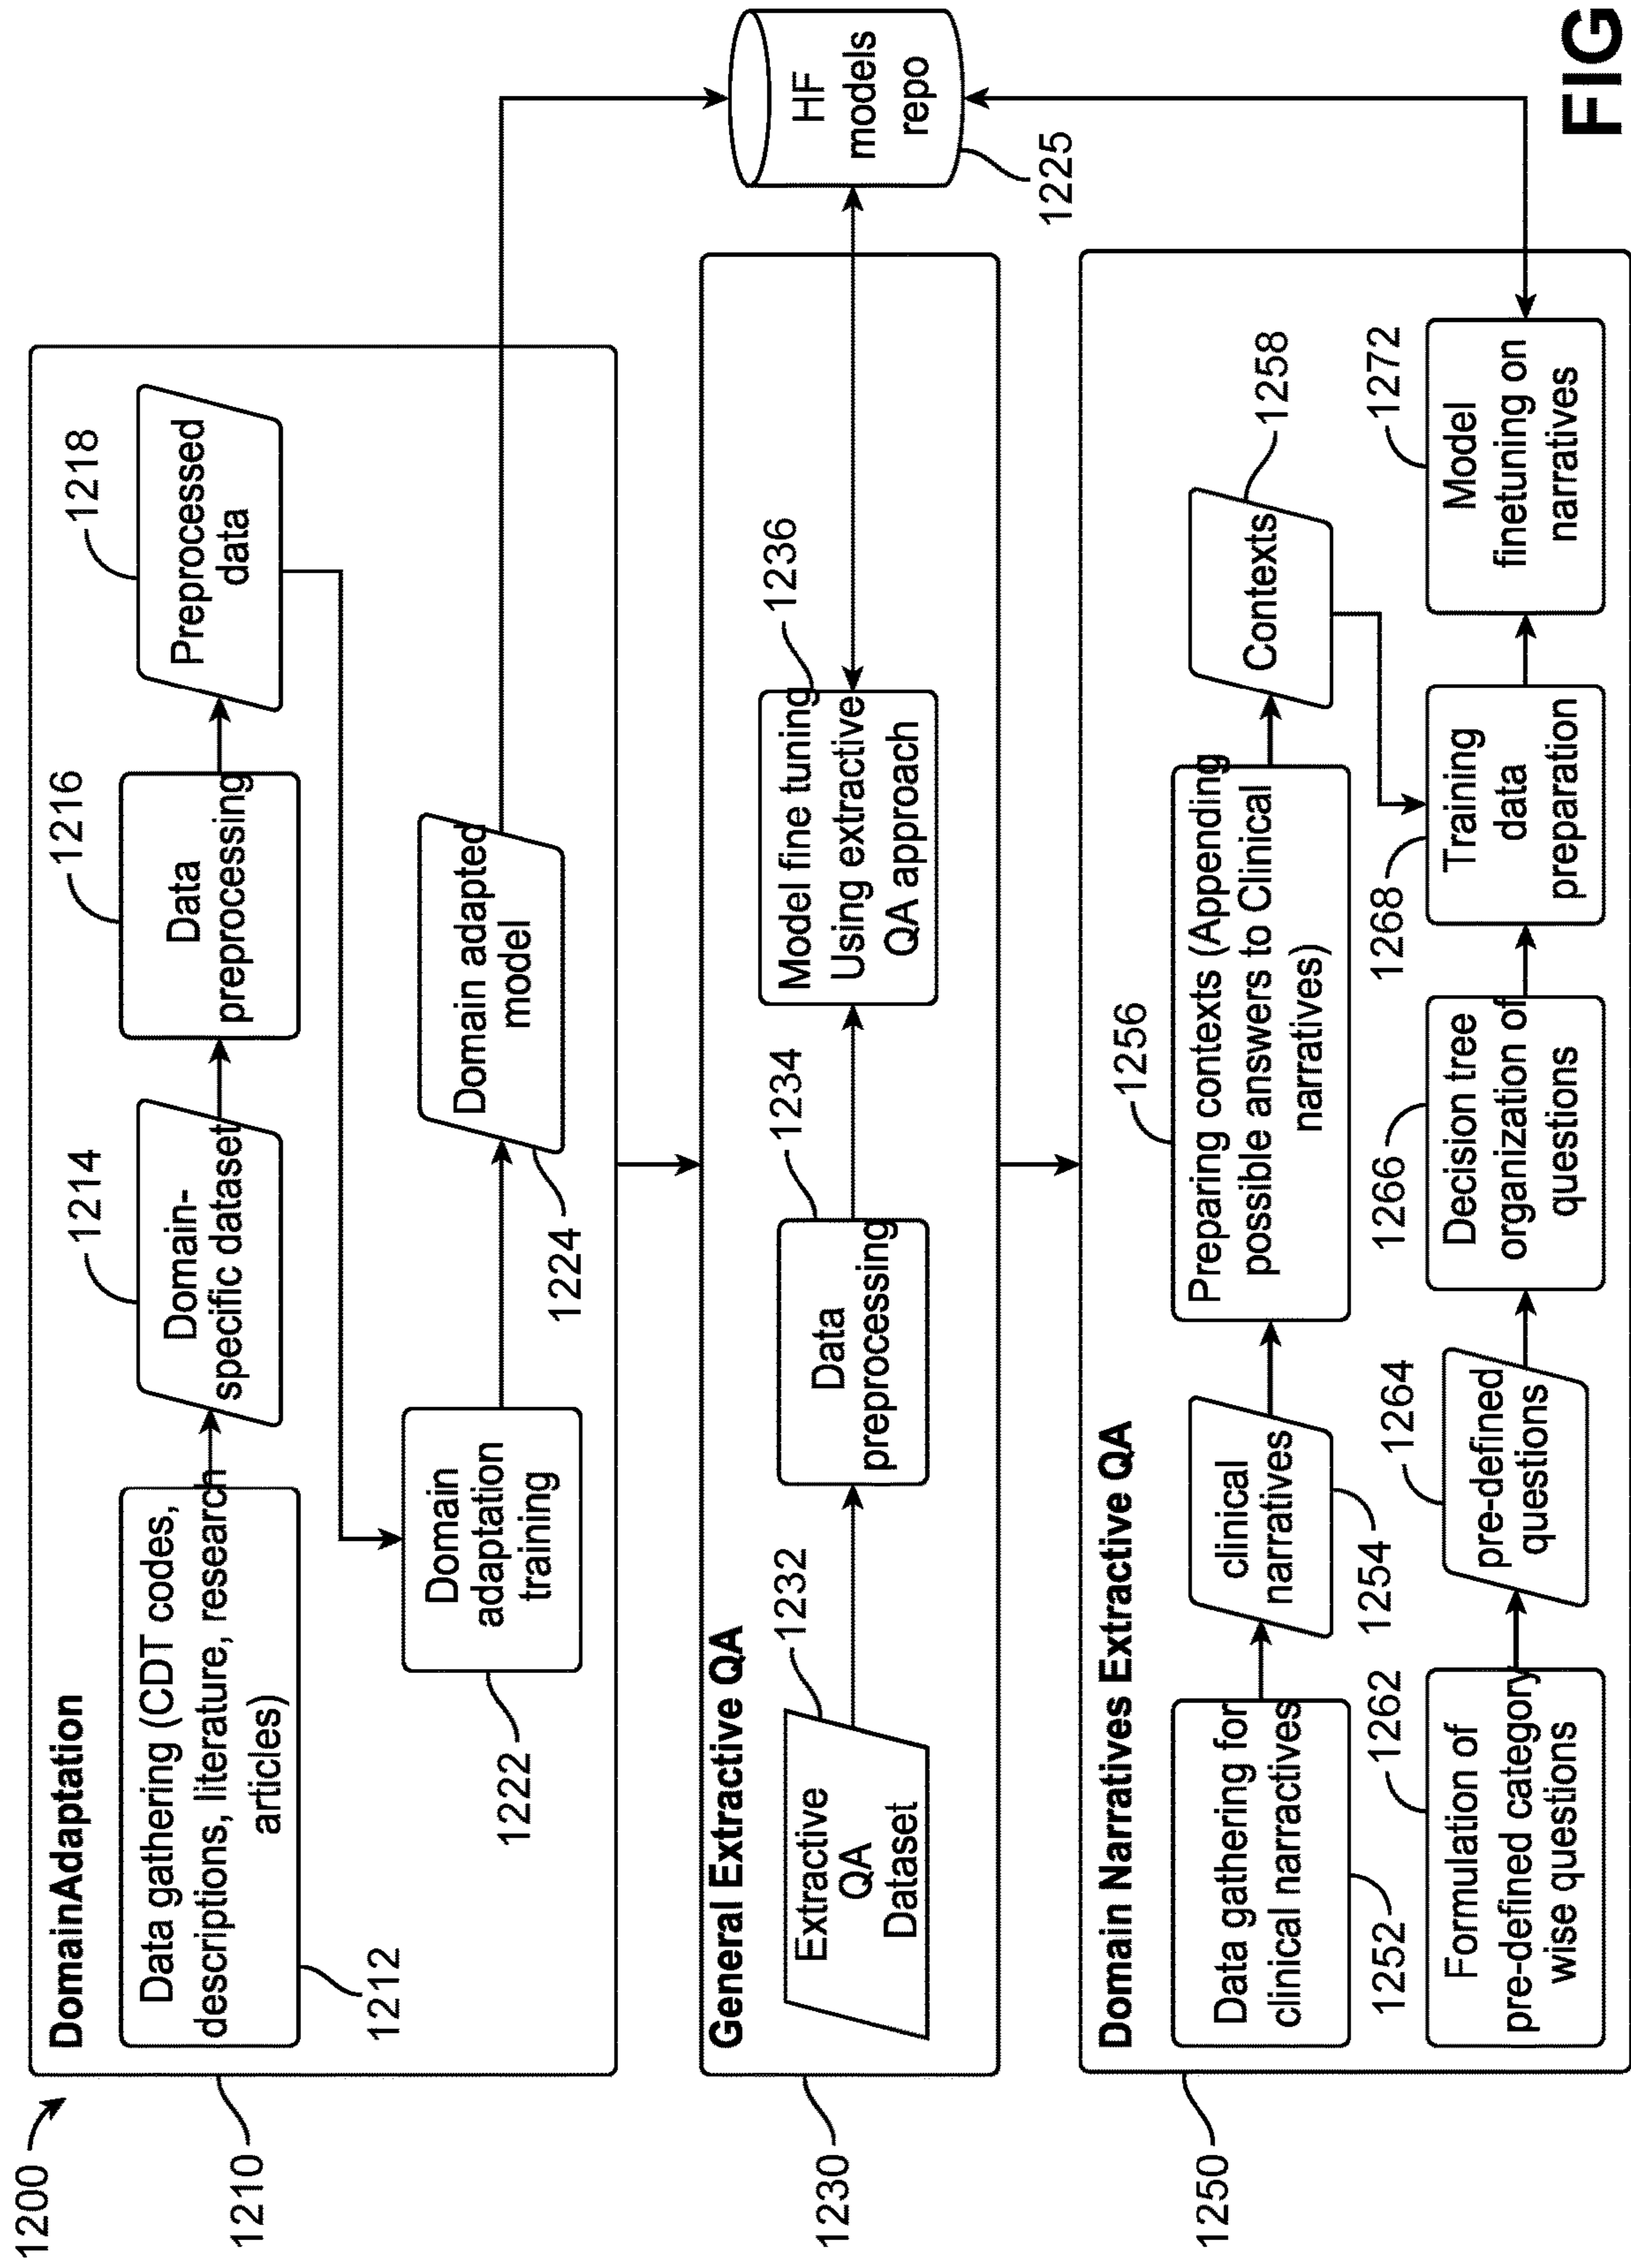 1200
1210
DomainAdaptation
Data gathering (CDT codes,
descriptions, literature, research
articles)
1212
1214
Domain-
specific dataset
1216
Data
preprocessing
1218
Preprocessed
data
Domain
adaptation
training
1222
Domain adapted
model
1224
HF
models
repo
1225
1230
General Extractive QA
1232
Extractive
QA
Dataset
1234
Data
preprocessing
1236
Model fine tuning
Using extractive
QA approach
1250
Domain Narratives Extractive QA
Data gathering for
clinical narractives
1252
clinical
narratives
1254
1256
Preparing contexts (Appending
possible answers to Clinical
narratives)
Contexts
1258
1262
Formulation of
pre-defined category
wise questions
1264
pre-defined
questions
1266
Decision tree
organization of
questions
1268
Training
data
preparation
1272
Model
finetuning on
narratives
FIG